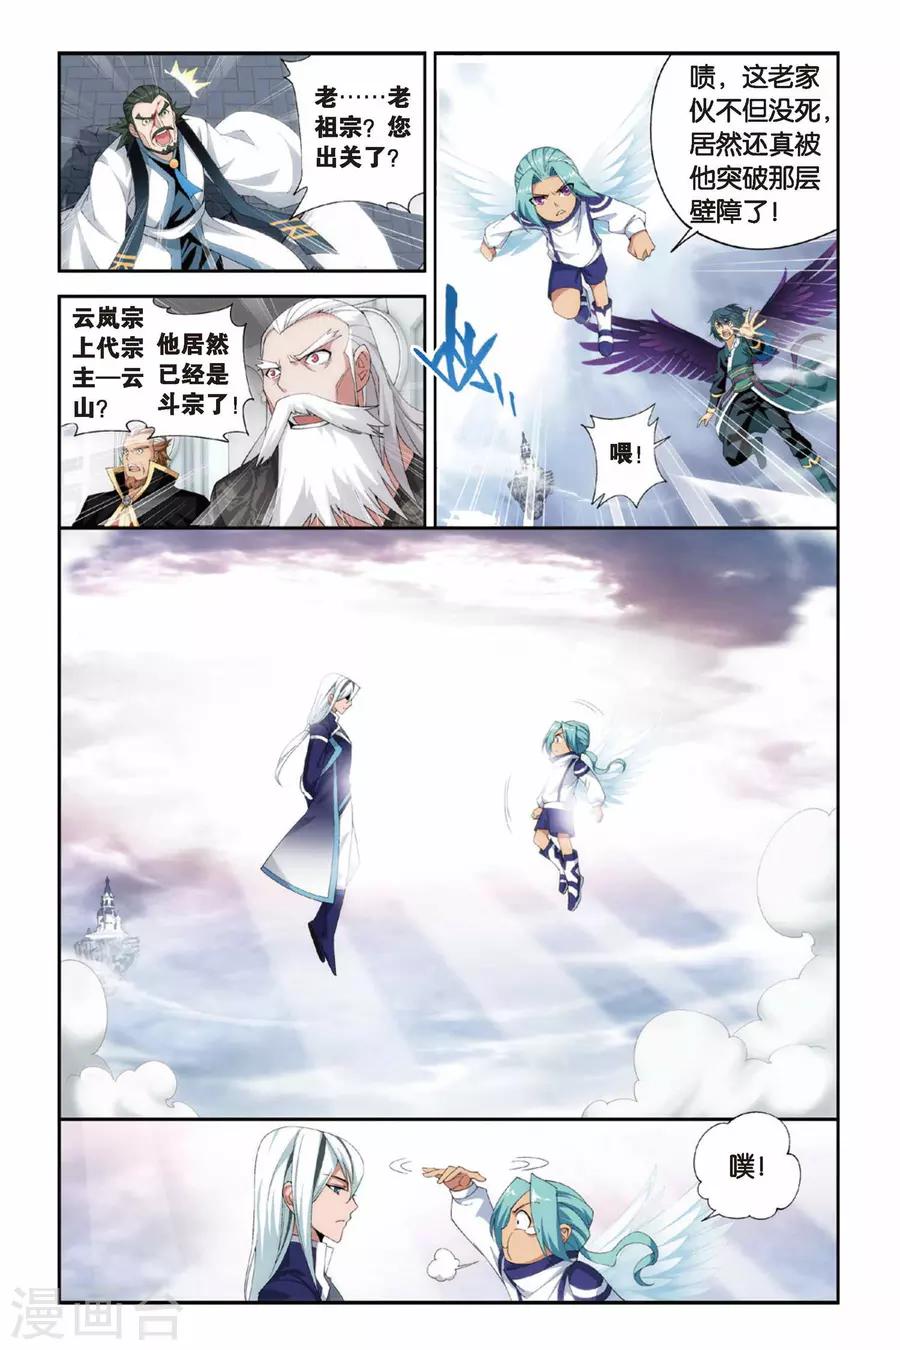 老……老
祖宗？您
出关了？
啧，这老家
伙不但没死，
居然还真被
他突破那层
壁障了！
云岚宗
上代宗
主—云
山？
他居然
已经是
斗宗了！
喂！
噗！
漫画台